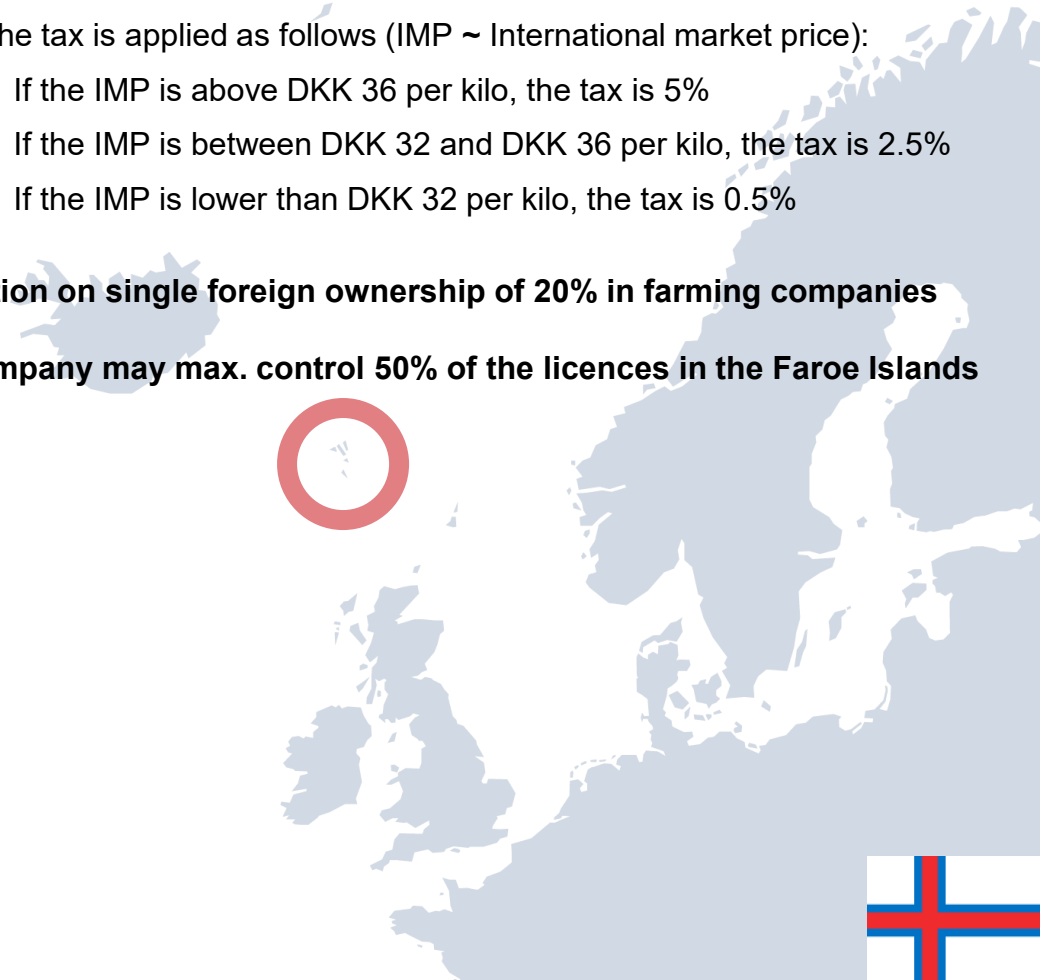 he tax is applied as follows (IMP ~ International market price):
If the IMP is above DKK 36 per kilo, the tax is 5%
If the IMP is between DKK 32 and DKK 36 per kilo, the tax is 2.5%
If the IMP is lower than DKK 32 per kilo, the tax is 0.5%
tion on single foreign ownership of 20% in farming companies
mpany may max. control 50% of the licences in the Faroe Islands